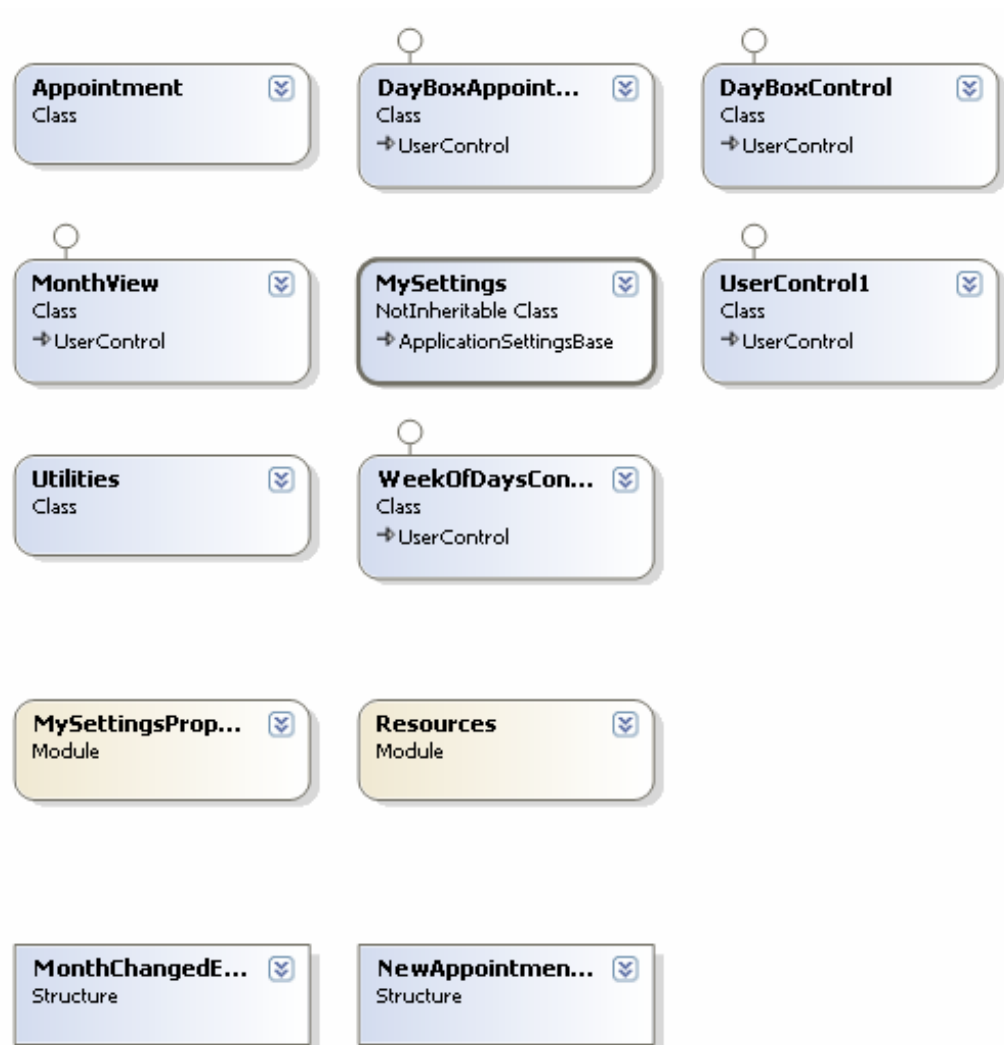 Appointment
Class
DayBoxAppoint...
Class
UserControl
DayBoxControl
Class
UserControl
MonthView
Class
UserControl
MySettings
NotInheritable Class
ApplicationSettingsBase
UserControl1
Class
UserControl
Utilities
Class
WeekOfDaysCon...
Class
UserControl
MySettingsProp...
Module
Resources
Module
MonthChangedE...
Structure
NewAppointmen...
Structure